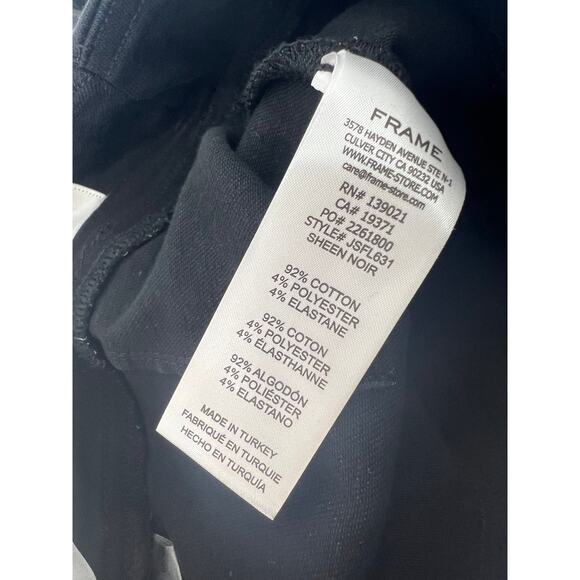 FRAME
3578 HAYDEN AVENUE STE N-1
CULVER CITY CA 90232 USA
WWW.FRAME-STORE.COM
care@frame-store.com
RN# 139021
CA# 19371
PO# 2261800
STYLE# JSFL631
SHEEN NOIR
92% COTTON
4% POLYESTER
4% ELASTANE
92% COTON
4% POLYESTER
4% ÉLASTHANNE
92% ALGODÓN
4% POLIÉSTER
4% ELASTANO
MADE IN TURKEY
FABRIQUÉ EN TURQUIE
HECHO EN TURQUÍA